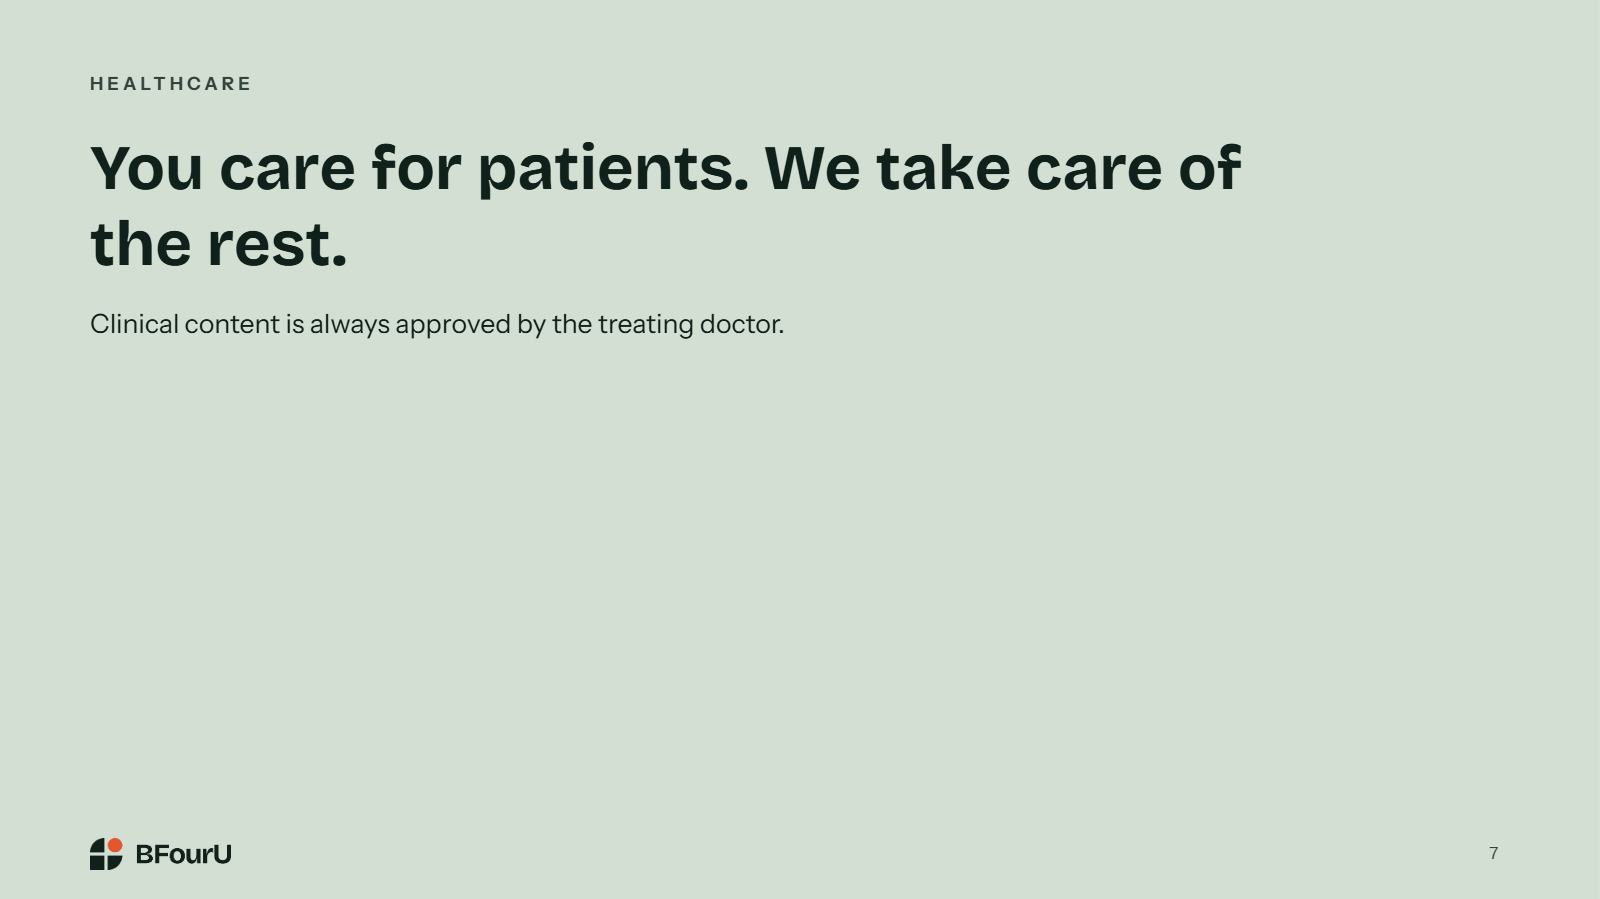 HEALTHCARE
You care for patients. We take care of
the rest.
Clinical content is always approved by the treating doctor.
BFourU
7